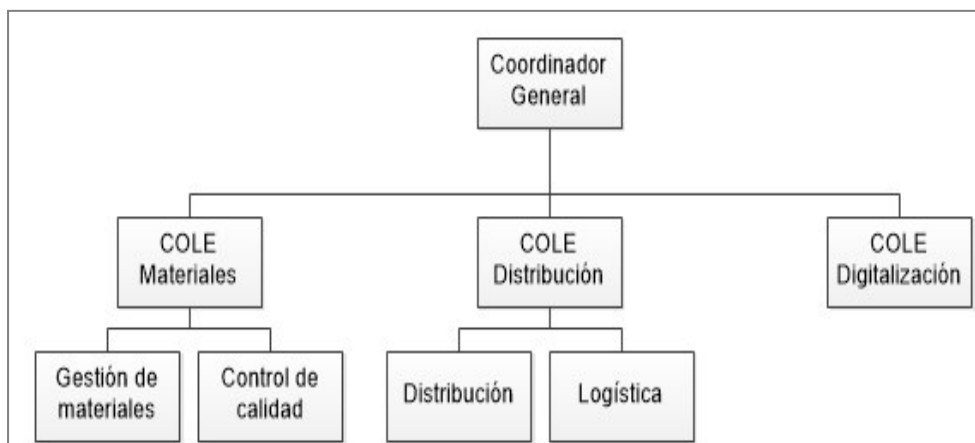 Coordinador
General
COLE
Materiales
COLE
Distribución
COLE
Digitalización
Gestión de
materiales
Control de
calidad
Distribución
Logística